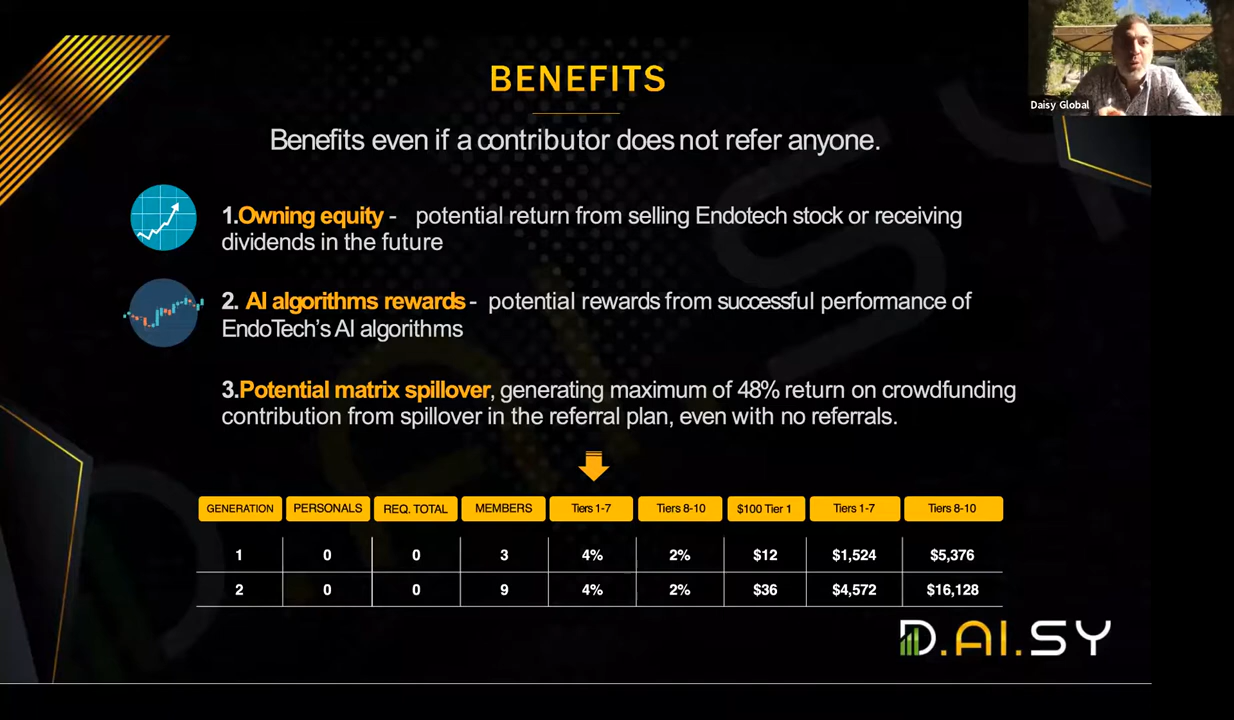 BENEFITS
Daisy Global
Benefits even if a contributor does not refer anyone.
1.Owning equity - potential return from selling Endotech stock or receiving
dividends in the future
2. AI algorithms rewards - potential rewards from successful performance of
EndoTech's AI algorithms
3.Potential matrix spillover, generating maximum of 48% return on crowdfunding
contribution from spillover in the referral plan, even with no referrals.
GENERATION PERSONALS REQ. TOTAL MEMBERS Tiers 1-7 Tiers 8-10 $100 Tier 1 Tiers 1-7 Tiers 8-10
1 0 0 3 4% 2% $12 $1,524 $5,376
2 0 0 9 4% 2% $36 $4,572 $16,128
D.AI.SY